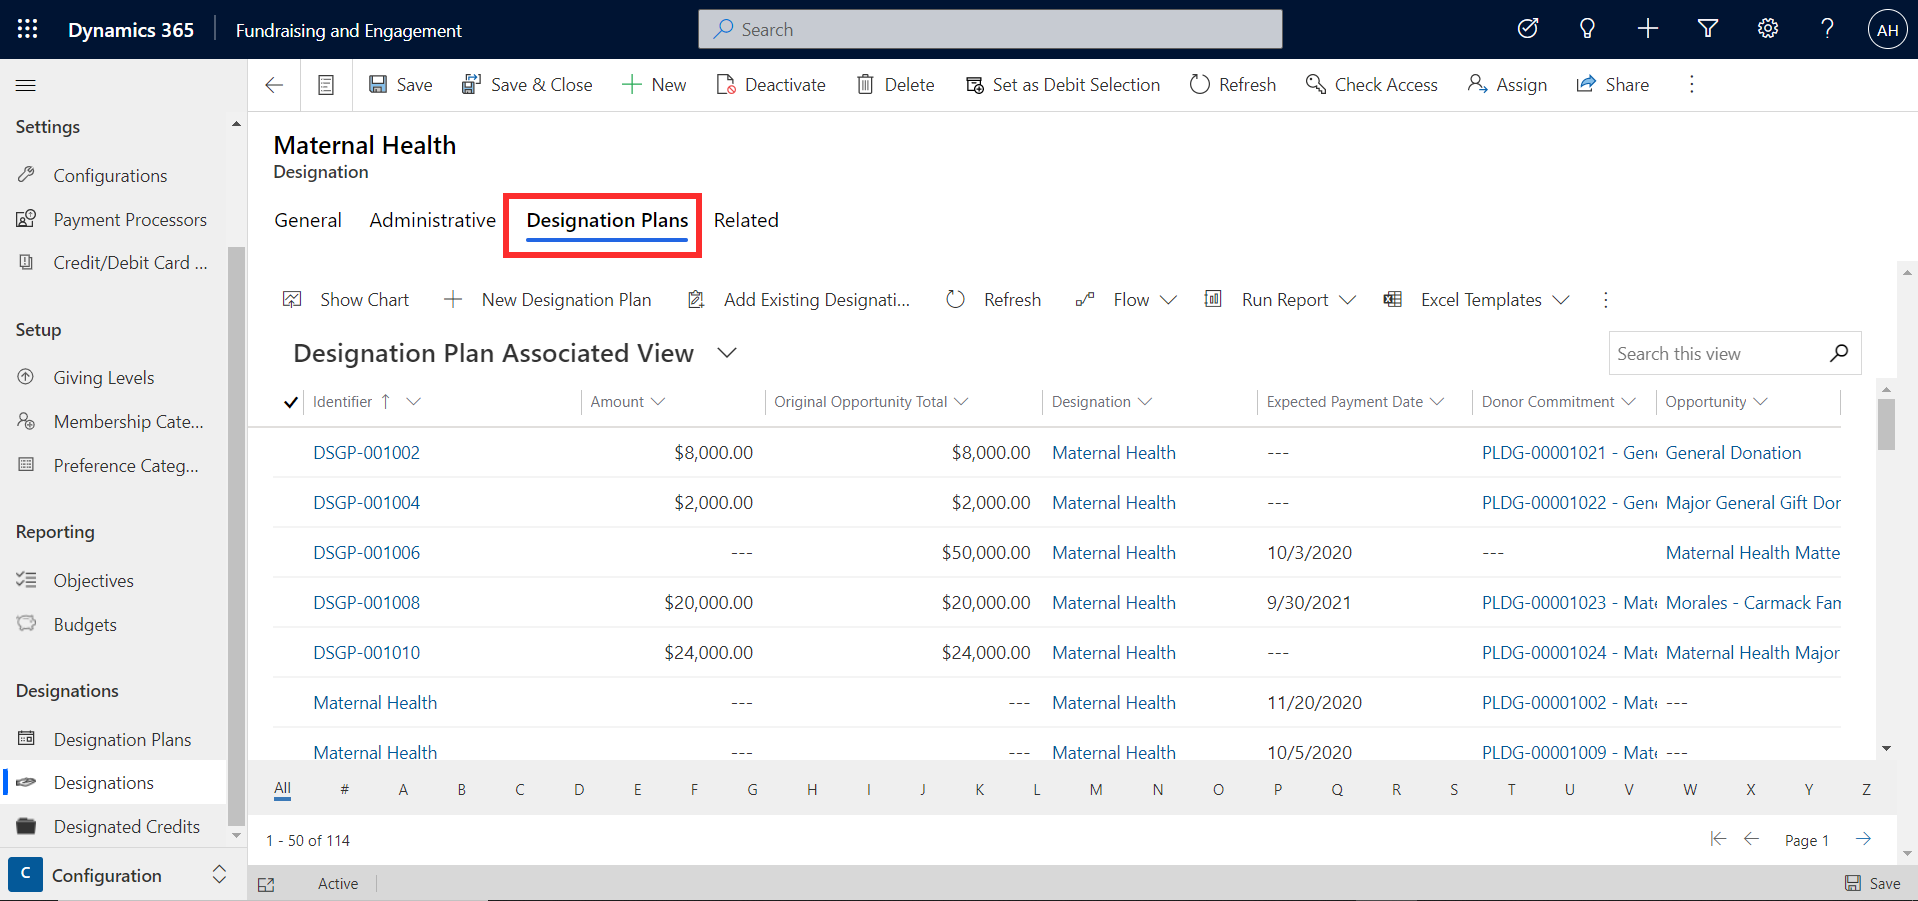 Dynamics 365
Fundraising and Engagement
Search
AH
Save
Save & Close
New
Deactivate
Delete
Set as Debit Selection
Refresh
Check Access
Assign
Share
Settings
Configurations
Payment Processors
Credit/Debit Card ...
Setup
Giving Levels
Membership Cate...
Preference Categ...
Reporting
Objectives
Budgets
Designations
Designation Plans
Designations
Designated Credits
C Configuration
Maternal Health
Designation
General Administrative Designation Plans Related
Show Chart New Designation Plan Add Existing Designati... Refresh Flow Run Report Excel Templates
Designation Plan Associated View
Search this view
Identifier ↑ Amount Original Opportunity Total Designation Expected Payment Date Donor Commitment Opportunity
DSGP-001002 $8,000.00 $8,000.00 Maternal Health --- PLDG-00001021 - Gen General Donation
DSGP-001004 $2,000.00 $2,000.00 Maternal Health --- PLDG-00001022 - Gen Major General Gift Don
DSGP-001006 --- $50,000.00 Maternal Health 10/3/2020 --- Maternal Health Matte
DSGP-001008 $20,000.00 $20,000.00 Maternal Health 9/30/2021 PLDG-00001023 - Mat Morales - Carmack Fam
DSGP-001010 $24,000.00 $24,000.00 Maternal Health --- PLDG-00001024 - Mat Maternal Health Major
Maternal Health --- --- Maternal Health 11/20/2020 PLDG-00001002 - Mat ---
Maternal Health --- --- Maternal Health 10/5/2020 PLDG-00001009 - Mat ---
All # A B C D E F G H I J K L M N O P Q R S T U V W X Y Z
1 - 50 of 114
Page 1
Active
Save